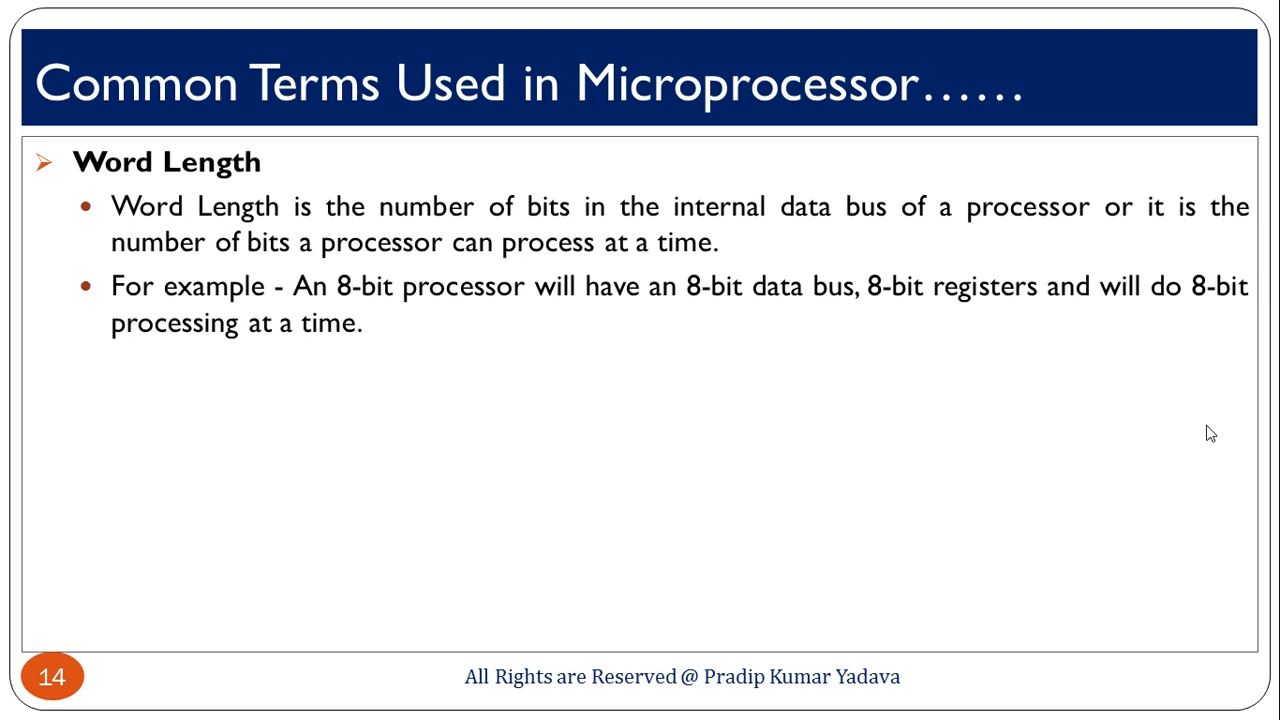 Common Terms Used in Microprocessor......
Word Length
Word Length is the number of bits in the internal data bus of a processor or it is the
number of bits a processor can process at a time.
For example - An 8-bit processor will have an 8-bit data bus, 8-bit registers and will do 8-bit
processing at a time.
14
All Rights are Reserved @ Pradip Kumar Yadava